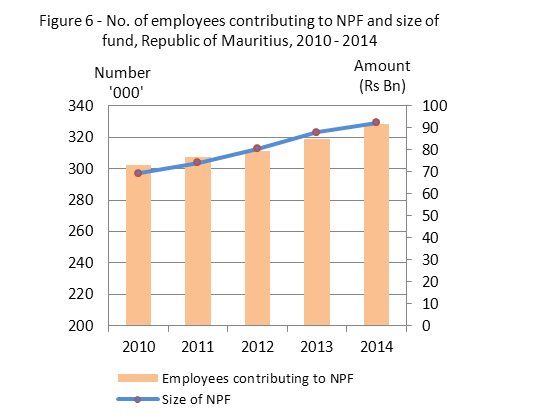 Figure 6 - No. of employees contributing to NPF and size of
fund, Republic of Mauritius, 2010 - 2014
Number
'000'
Amount
(Rs Bn)
340
320
300
280
260
240
220
200
100
90
80
70
60
50
40
30
20
10
0
2010 2011 2012 2013 2014
Employees contributing to NPF
Size of NPF